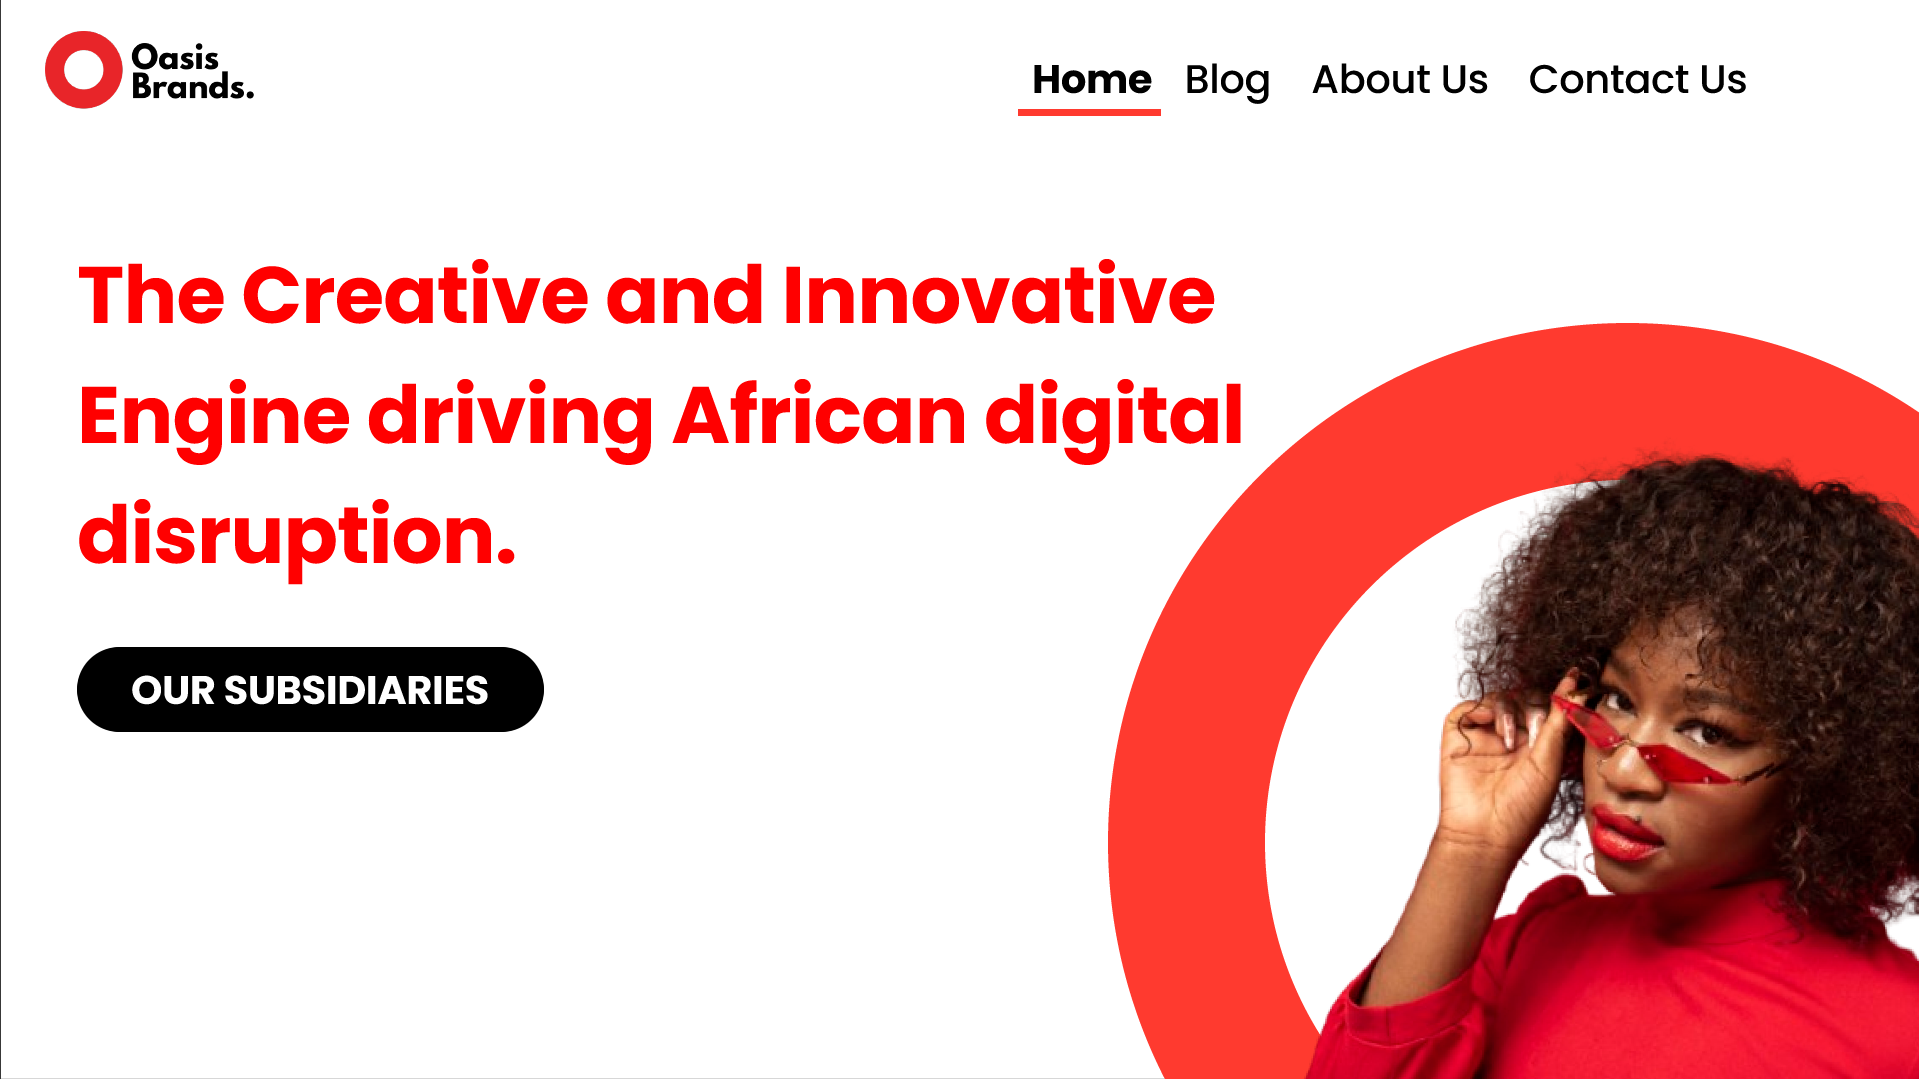 Oasis
Brands.
Home Blog About Us Contact Us
The Creative and Innovative
Engine driving African digital
disruption.
OUR SUBSIDIARIES